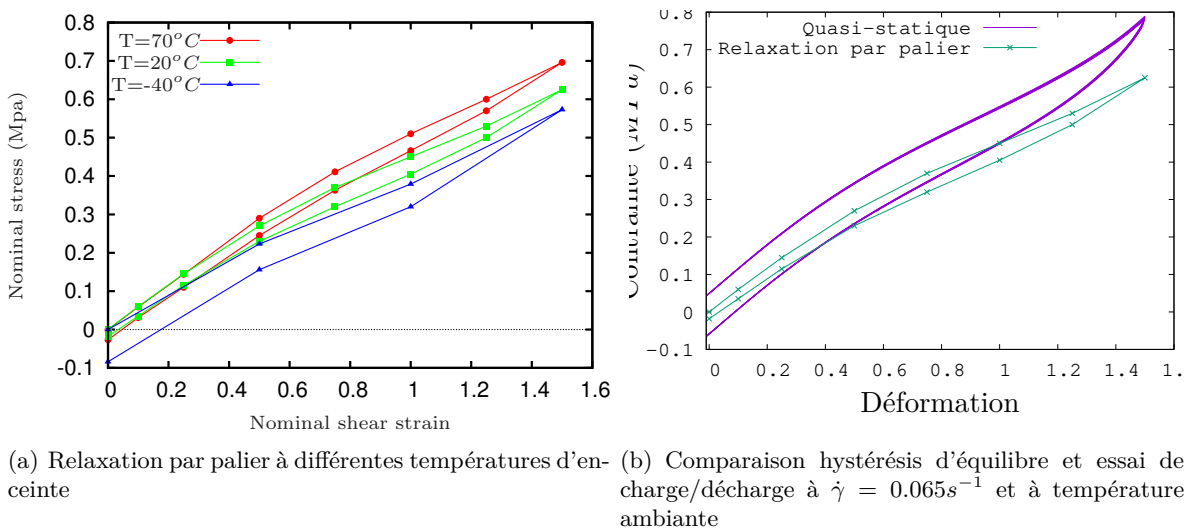 0.8
0.7
0.6
0.5
0.4
0.3
0.2
0.1
0
-0.1
0 0.2 0.4 0.6 0.8 1 1.2 1.4 1.6
Nominal stress (Mpa)
Nominal shear strain
T=70°C
T=20°C
T=-40°C
0.8
0.7
0.6
0.5
0.4
0.3
0.2
0.1
0
-0.1
0 0.2 0.4 0.6 0.8 1 1.2 1.4 1.
Contrainte (MPa)
Déformation
Quasi-statique
Relaxation par palier
(a) Relaxation par palier à différentes températures d'en-
ceinte
(b) Comparaison hystérésis d'équilibre et essai de
charge/décharge à γ̇ = 0.065s⁻¹ et à température
ambiante